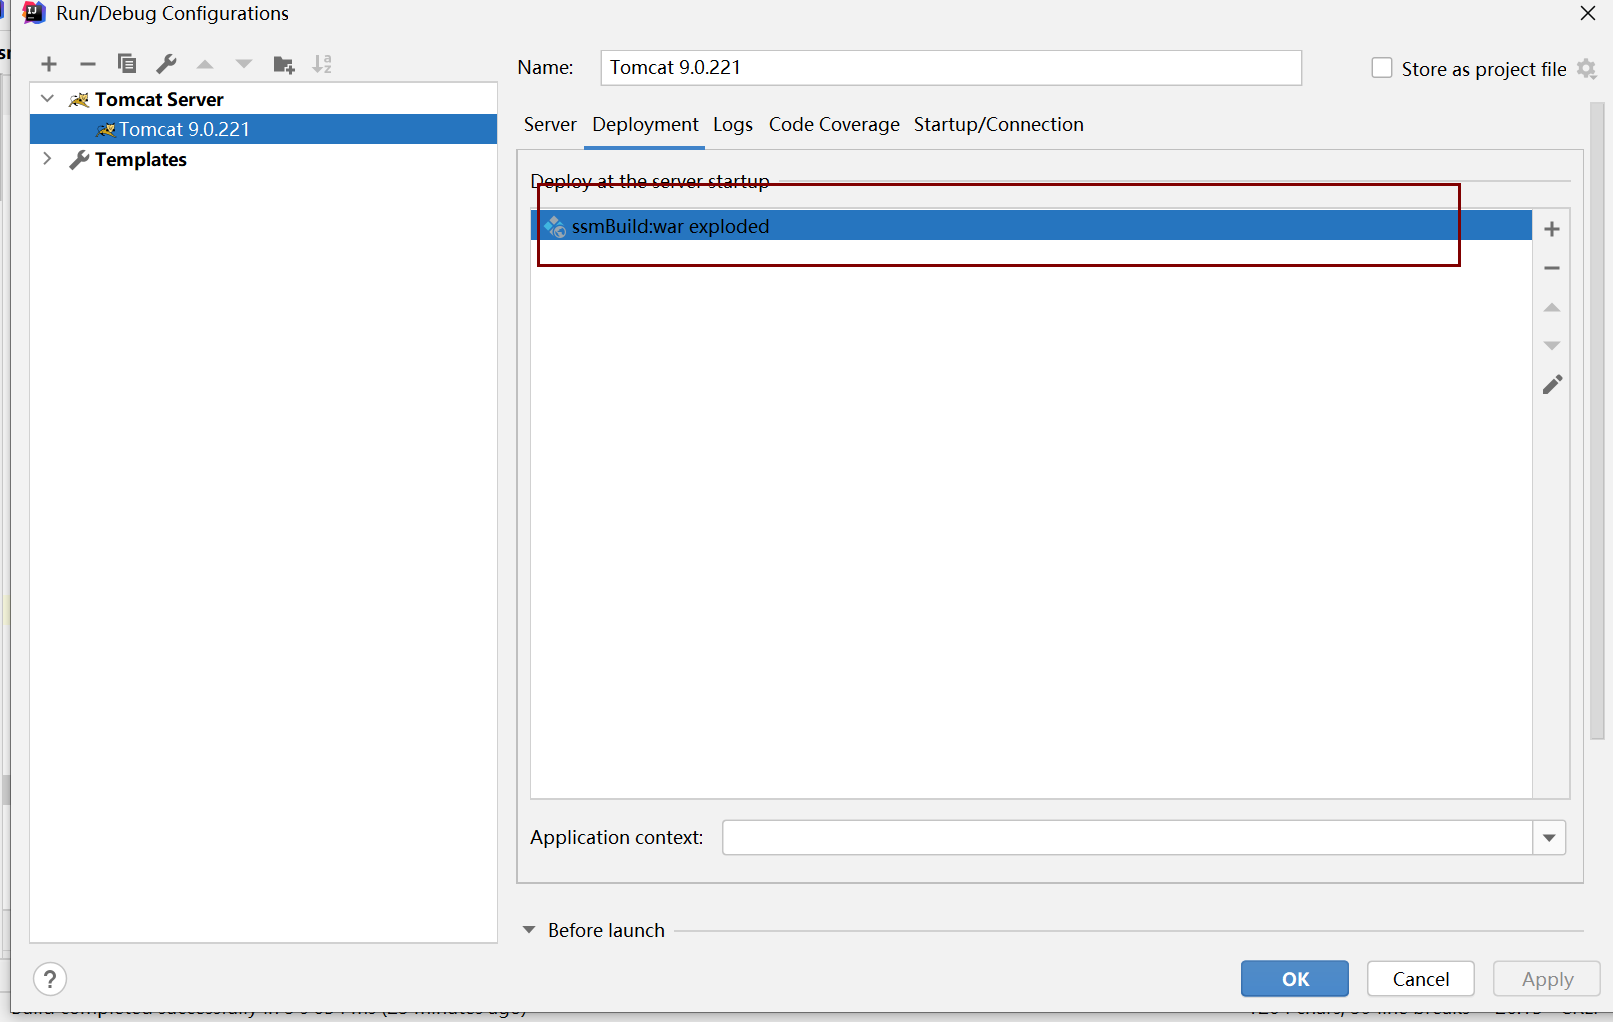 Run/Debug Configurations
Name: Tomcat 9.0.221
Store as project file
Tomcat Server
Tomcat 9.0.221
Templates
Server Deployment Logs Code Coverage Startup/Connection
Deploy at the server startup
ssmBuild:war exploded
Application context:
Before launch
? OK Cancel Apply